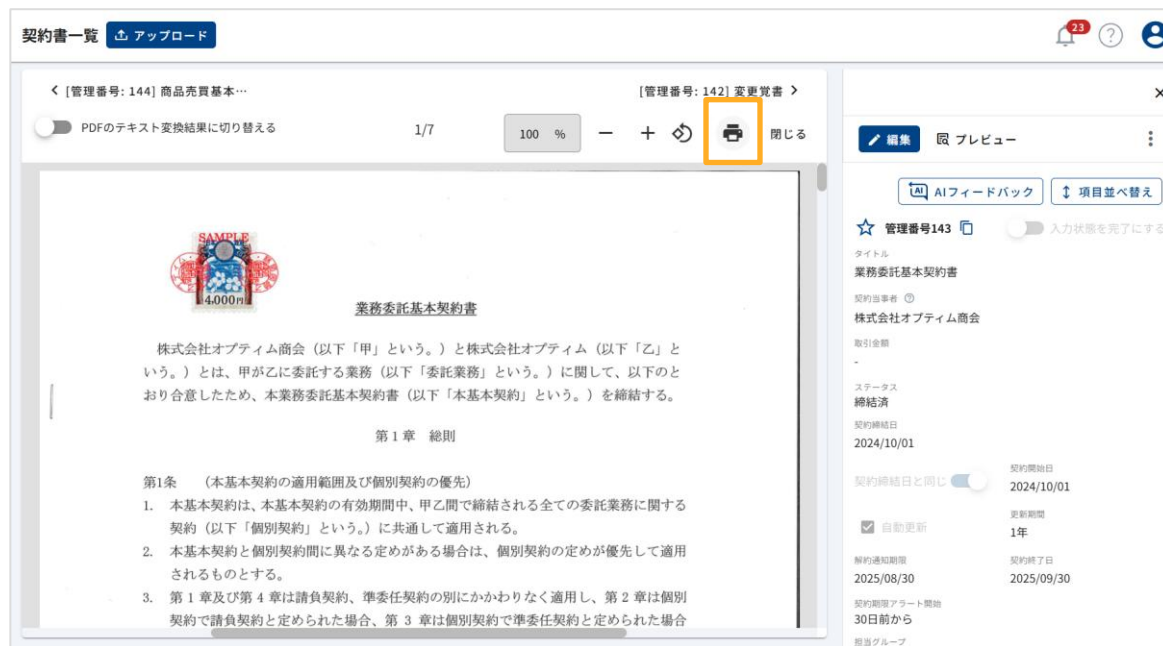 契約書一覧
アップロード
23
[管理番号: 144] 商品売買基本…
[管理番号: 142] 変更覚書
PDFのテキスト変換結果に切り替える
1/7
100 %
閉じる
SAMPLE
4,000円
業務委託基本契約書
株式会社オプティム商会（以下「甲」という。）と株式会社オプティム（以下「乙」と
いう。）とは、甲が乙に委託する業務（以下「委託業務」という。）に関して、以下のと
おり合意したため、本業務委託基本契約書（以下「本基本契約」という。）を締結する。
第1章 総則
第1条 （本基本契約の適用範囲及び個別契約の優先）
1. 本基本契約は、本基本契約の有効期間中、甲乙間で締結される全ての委託業務に関する
契約（以下「個別契約」という。）に共通して適用される。
2. 本基本契約と個別契約間に異なる定めがある場合は、個別契約の定めが優先して適用
されるものとする。
3. 第 1 章及び第 4 章は請負契約、準委任契約の別にかかわりなく適用し、第 2 章は個別
契約で請負契約と定められた場合、第 3 章は個別契約で準委任契約と定められた場合
編集
プレビュー
AIフィードバック
項目並べ替え
管理番号143
入力状態を完了にする
タイトル
業務委託基本契約書
契約当事者
株式会社オプティム商会
取引金額
-
ステータス
締結済
契約締結日
2024/10/01
契約締結日と同じ
契約開始日
2024/10/01
自動更新
更新期間
1年
解約通知期限
2025/08/30
契約終了日
2025/09/30
契約期限アラート開始
30日前から
担当グループ